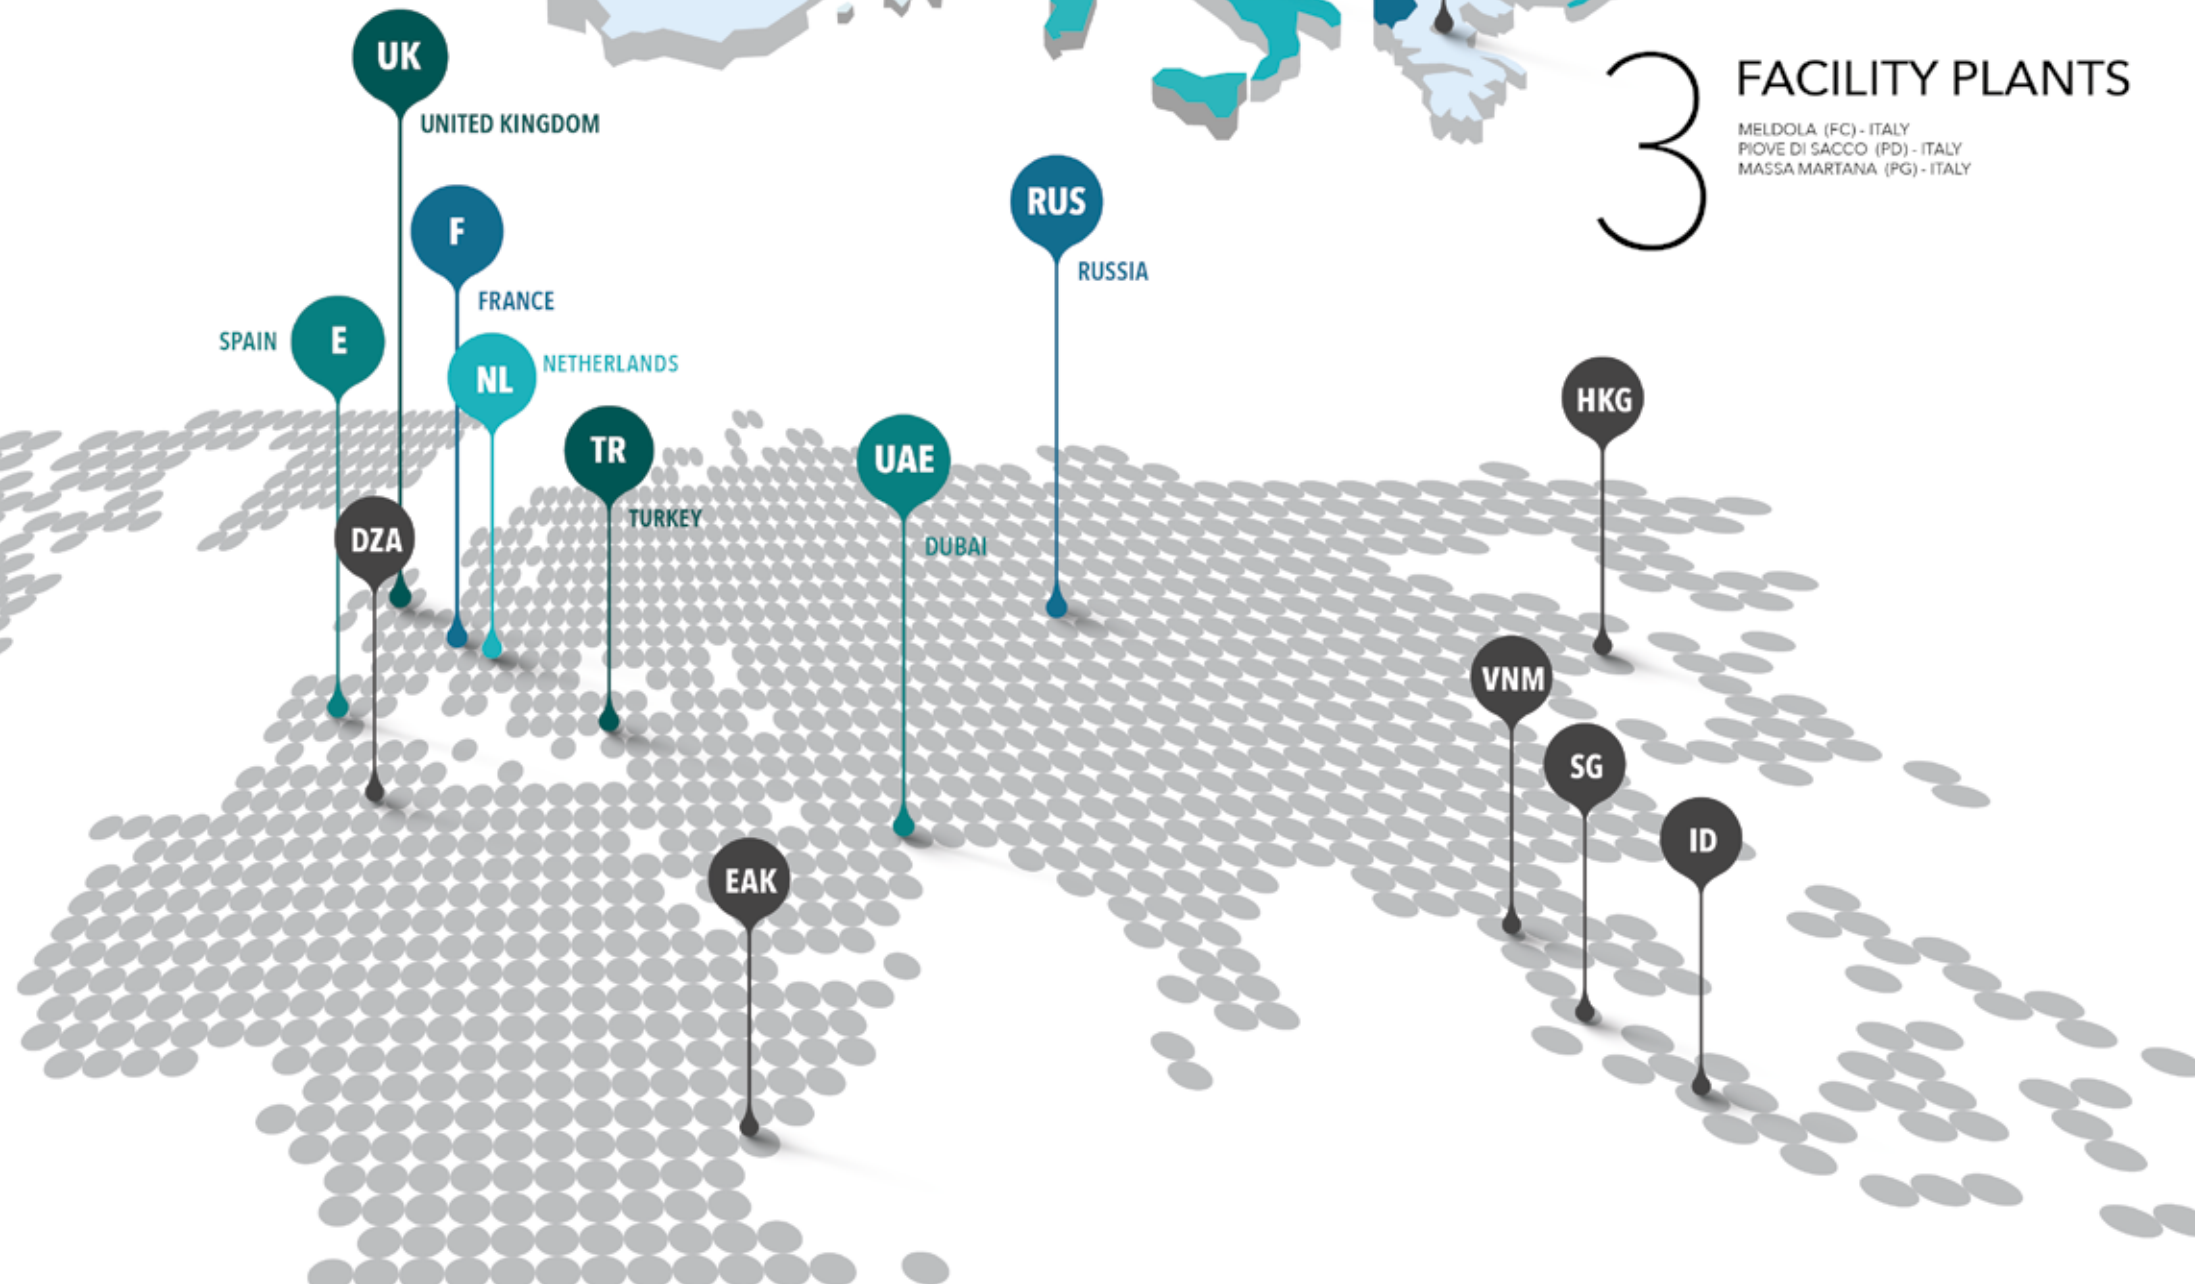 UK
UNITED KINGDOM
3
FACILITY PLANTS
MELDOLA (FC) - ITALY
PIOVE DI SACCO (PD) - ITALY
MASSA MARTANA (PG) - ITALY
F
FRANCE
RUS
RUSSIA
SPAIN
E
NL
NETHERLANDS
HKG
TR
TURKEY
UAE
DUBAI
DZA
VNM
SG
ID
EAK